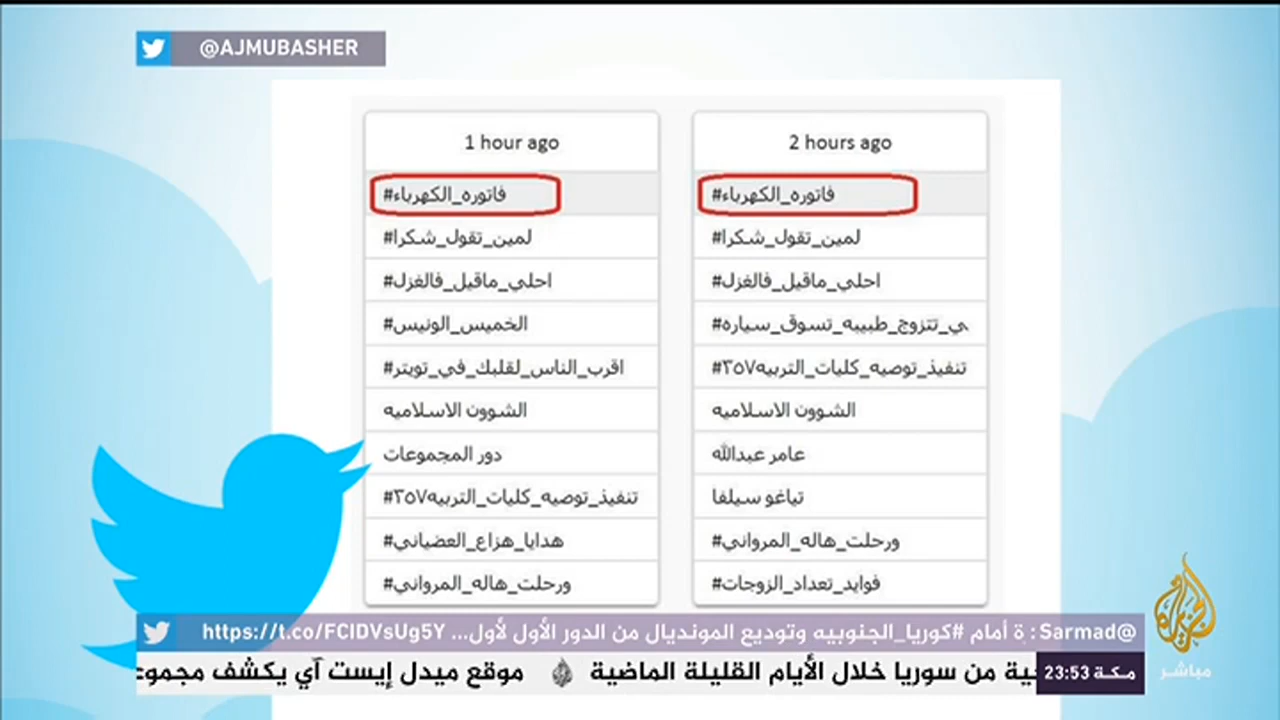 @AJMUBASHER
1 hour ago
#فاتوره_الكهرباء
#لمين_تقول_شكرا
#احلي_ماقيل_فالغزل
#الخميس_الونيس
#اقرب_الناس_لقلبك_في_تويتر
الشوون الاسلاميه
دور المجموعات
#تنفيذ_توصيه_كليات_التربيه٣٥٧
#هدايا_هزاع_العضياني
#ورحلت_هاله_المرواني
2 hours ago
#فاتوره_الكهرباء
#لمين_تقول_شكرا
#احلي_ماقيل_فالغزل
#ي_تتزوج_طبيبه_تسوق_سياره
#تنفيذ_توصيه_كليات_التربيه٣٥٧
الشوون الاسلاميه
عامر عبدالله
تياغو سيلفا
#ورحلت_هاله_المرواني
#فوايد_تعداد_الزوجات
@Sarmad: ة أمام #كوريا_الجنوبيه وتوديع المونديال من الدور الأول لأول... https://t.co/FCIDVsUg5Y
مكة 23:53
ية من سوريا خلال الأيام القليلة الماضية موقع ميدل إيست آي يكشف مجموع
الجزيرة
مباشر